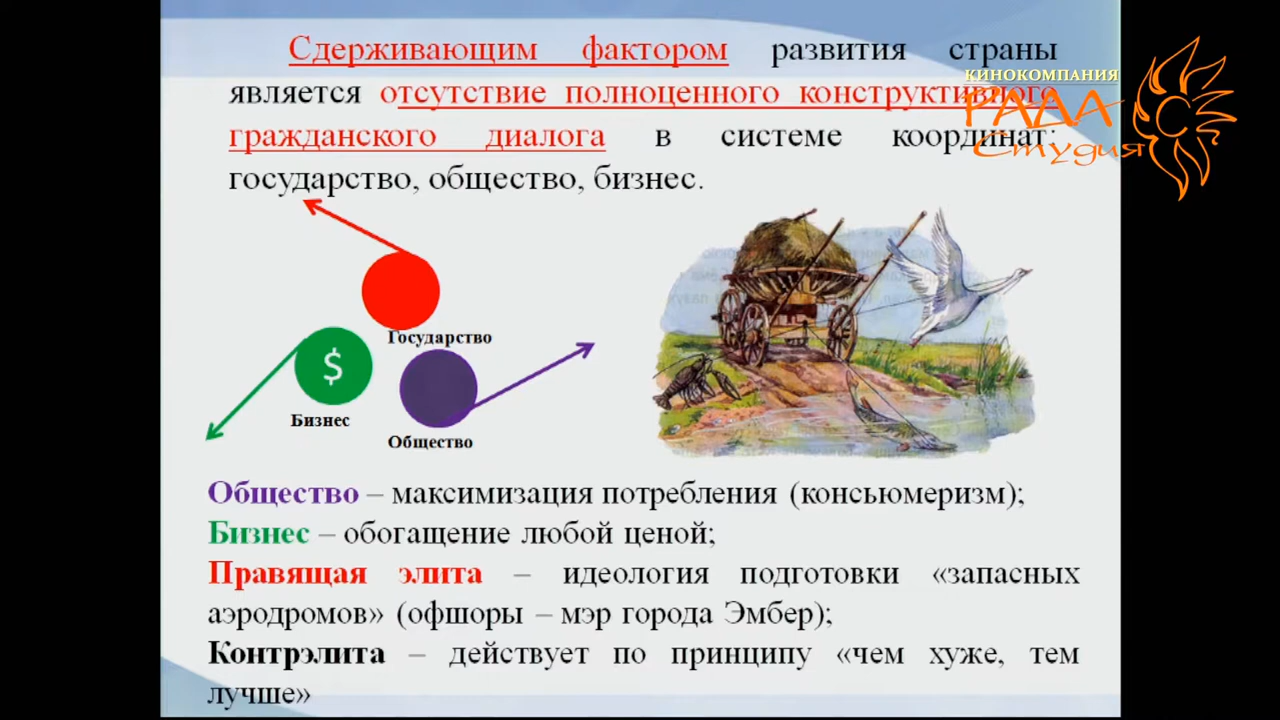 Сдерживающим фактором развития страны
является отсутствие полноценного конструктивного
гражданского диалога в системе координат:
государство, общество, бизнес.
КИНОКОМПАНИЯ
РАДА
Студия
Государство
$
Бизнес
Общество
Общество – максимизация потребления (консьюмеризм);
Бизнес – обогащение любой ценой;
Правящая элита – идеология подготовки «запасных
аэродромов» (офшоры – мэр города Эмбер);
Контрэлита – действует по принципу «чем хуже, тем
лучше»